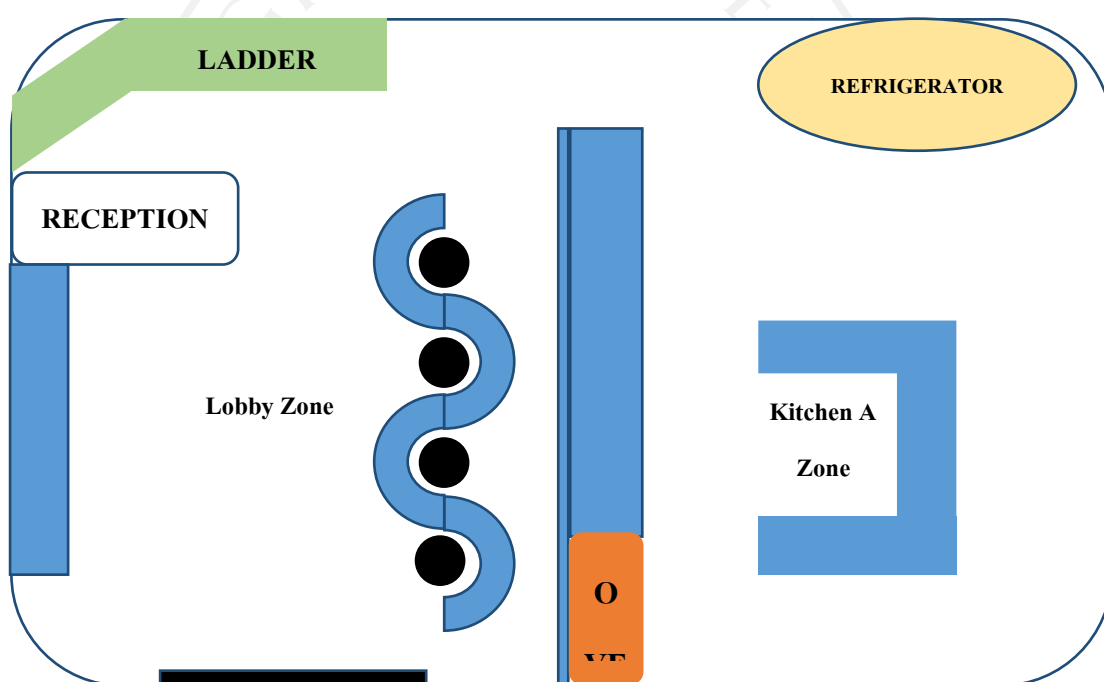 LADDER
REFRIGERATOR
RECEPTION
Lobby Zone
Kitchen A
Zone
O